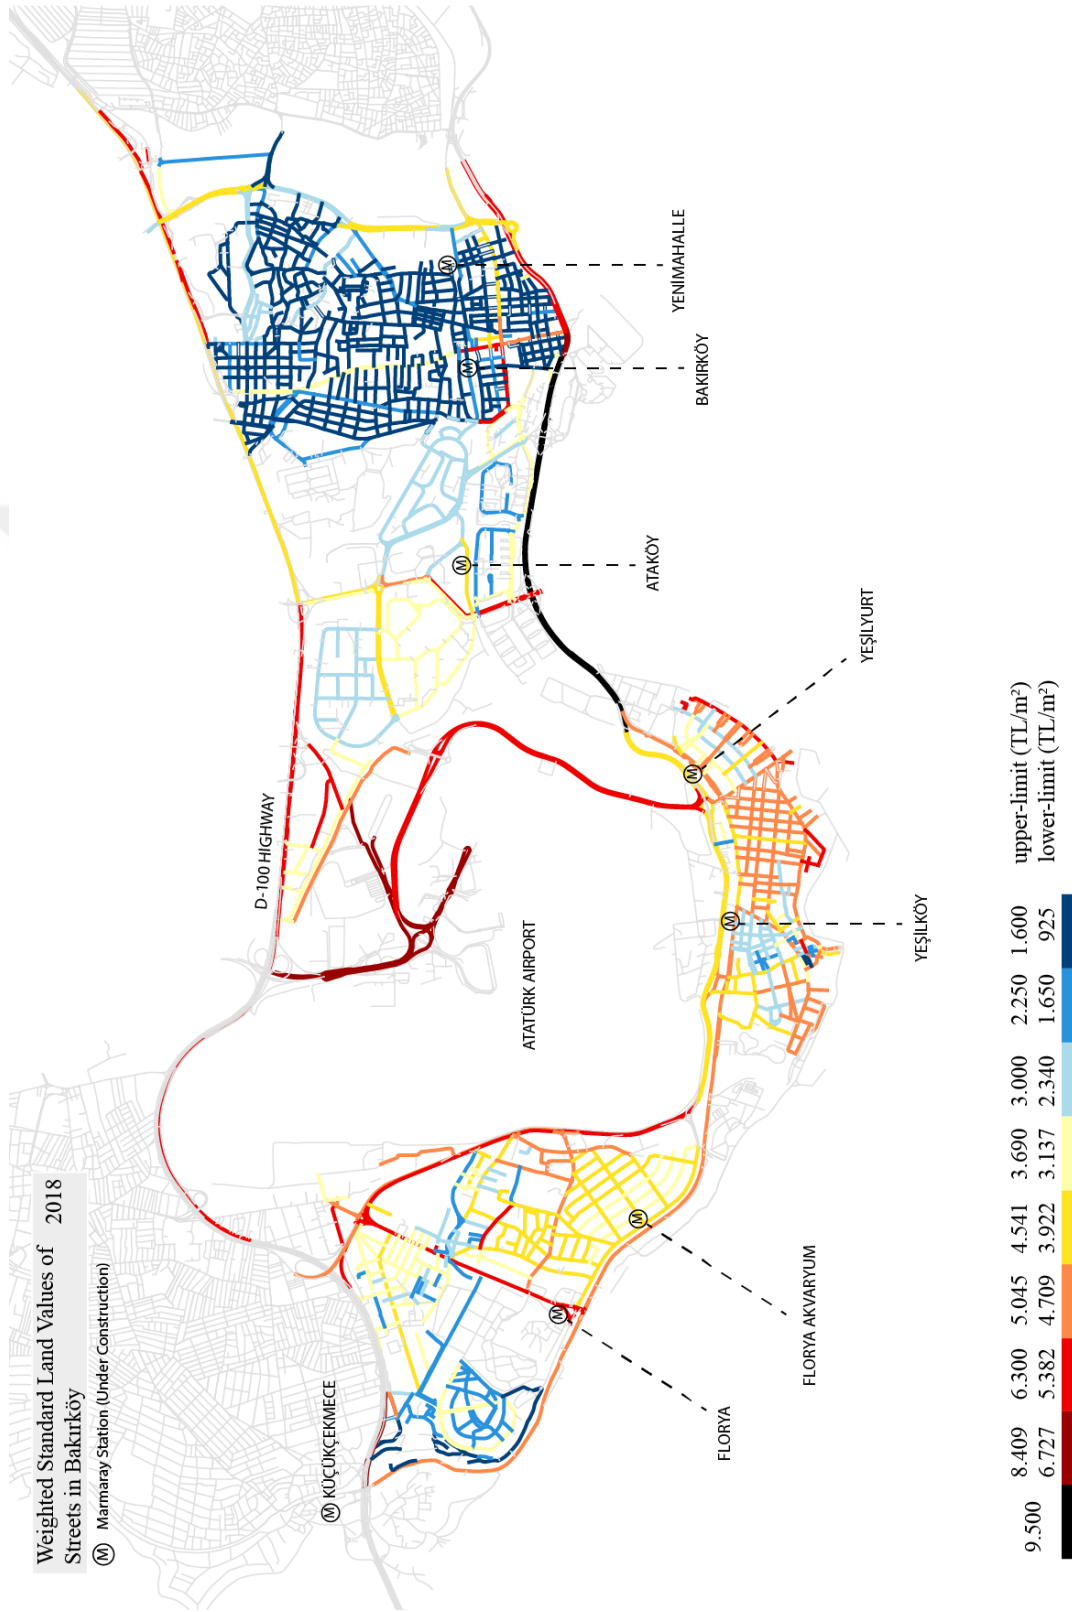 Weighted Standard Land Values of 2018
Streets in Bakırköy
M Marmaray Station (Under Construction)
M KÜÇÜKÇEKMECE
FLORYA
FLORYA AKVARYUM
ATATÜRK AIRPORT
D-100 HIGHWAY
YEŞİLKÖY
YEŞİLYURT
ATAKÖY
BAKIRKÖY
YENİMAHALLE
M
M
M
M
M
M
M
9.500 8.409 6.300 5.045 4.541 3.690 3.000 2.250 1.600 upper-limit (TL/m²)
6.727 5.382 4.709 3.922 3.137 2.340 1.650 925 lower-limit (TL/m²)